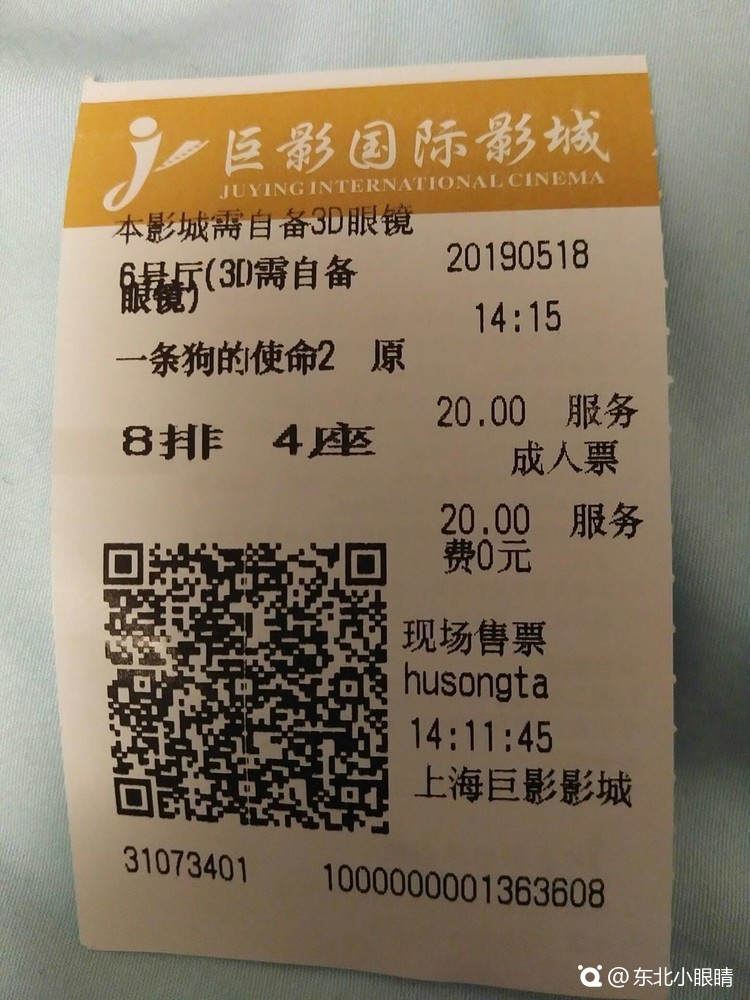 巨影国际影城
JUYING INTERNATIONAL CINEMA
本影城需自备3D眼镜
6号厅(3D需自备
眼镜)
20190518
14:15
一条狗的使命2 原
8排 4座
20.00 服务
成人票
20.00 服务
费0元
现场售票
husongta
14:11:45
上海巨影影城
31073401
1000000001363608
@东北小眼睛